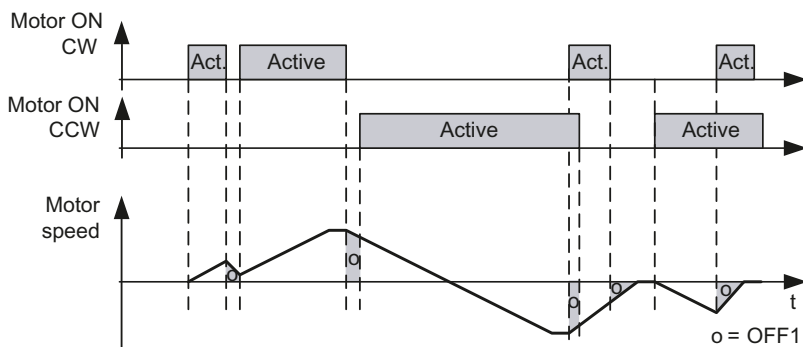 Motor ON
CW
Act.
Active
Act.
Act.
Motor ON
CCW
Active
Active
Motor
speed
o
o
o
o
o
t
o = OFF1